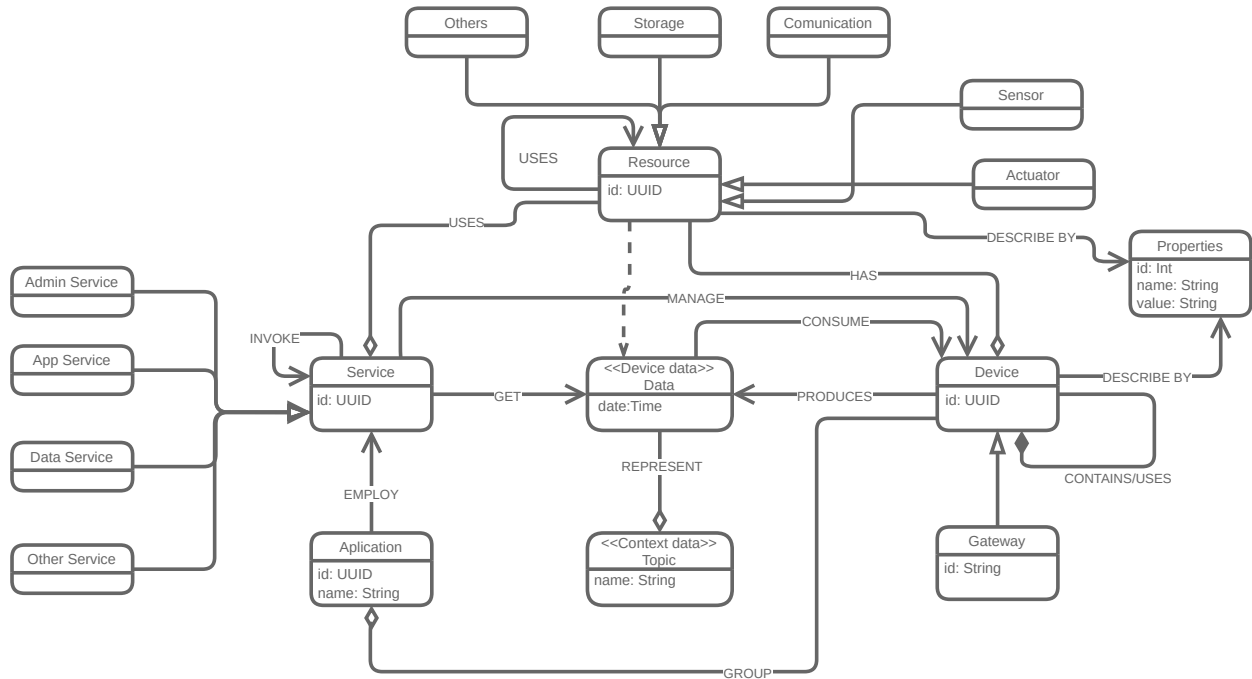 Others
Storage
Comunication
Sensor
USES
Resource
id: UUID
Actuator
USES
DESCRIBE BY
Properties
id: Int
name: String
value: String
Admin Service
HAS
MANAGE
INVOKE
CONSUME
App Service
Service
id: UUID
<<Device data>>
Data
date:Time
Device
id: UUID
DESCRIBE BY
GET
PRODUCES
Data Service
REPRESENT
CONTAINS/USES
EMPLOY
Other Service
Aplication
id: UUID
name: String
<<Context data>>
Topic
name: String
Gateway
id: String
GROUP